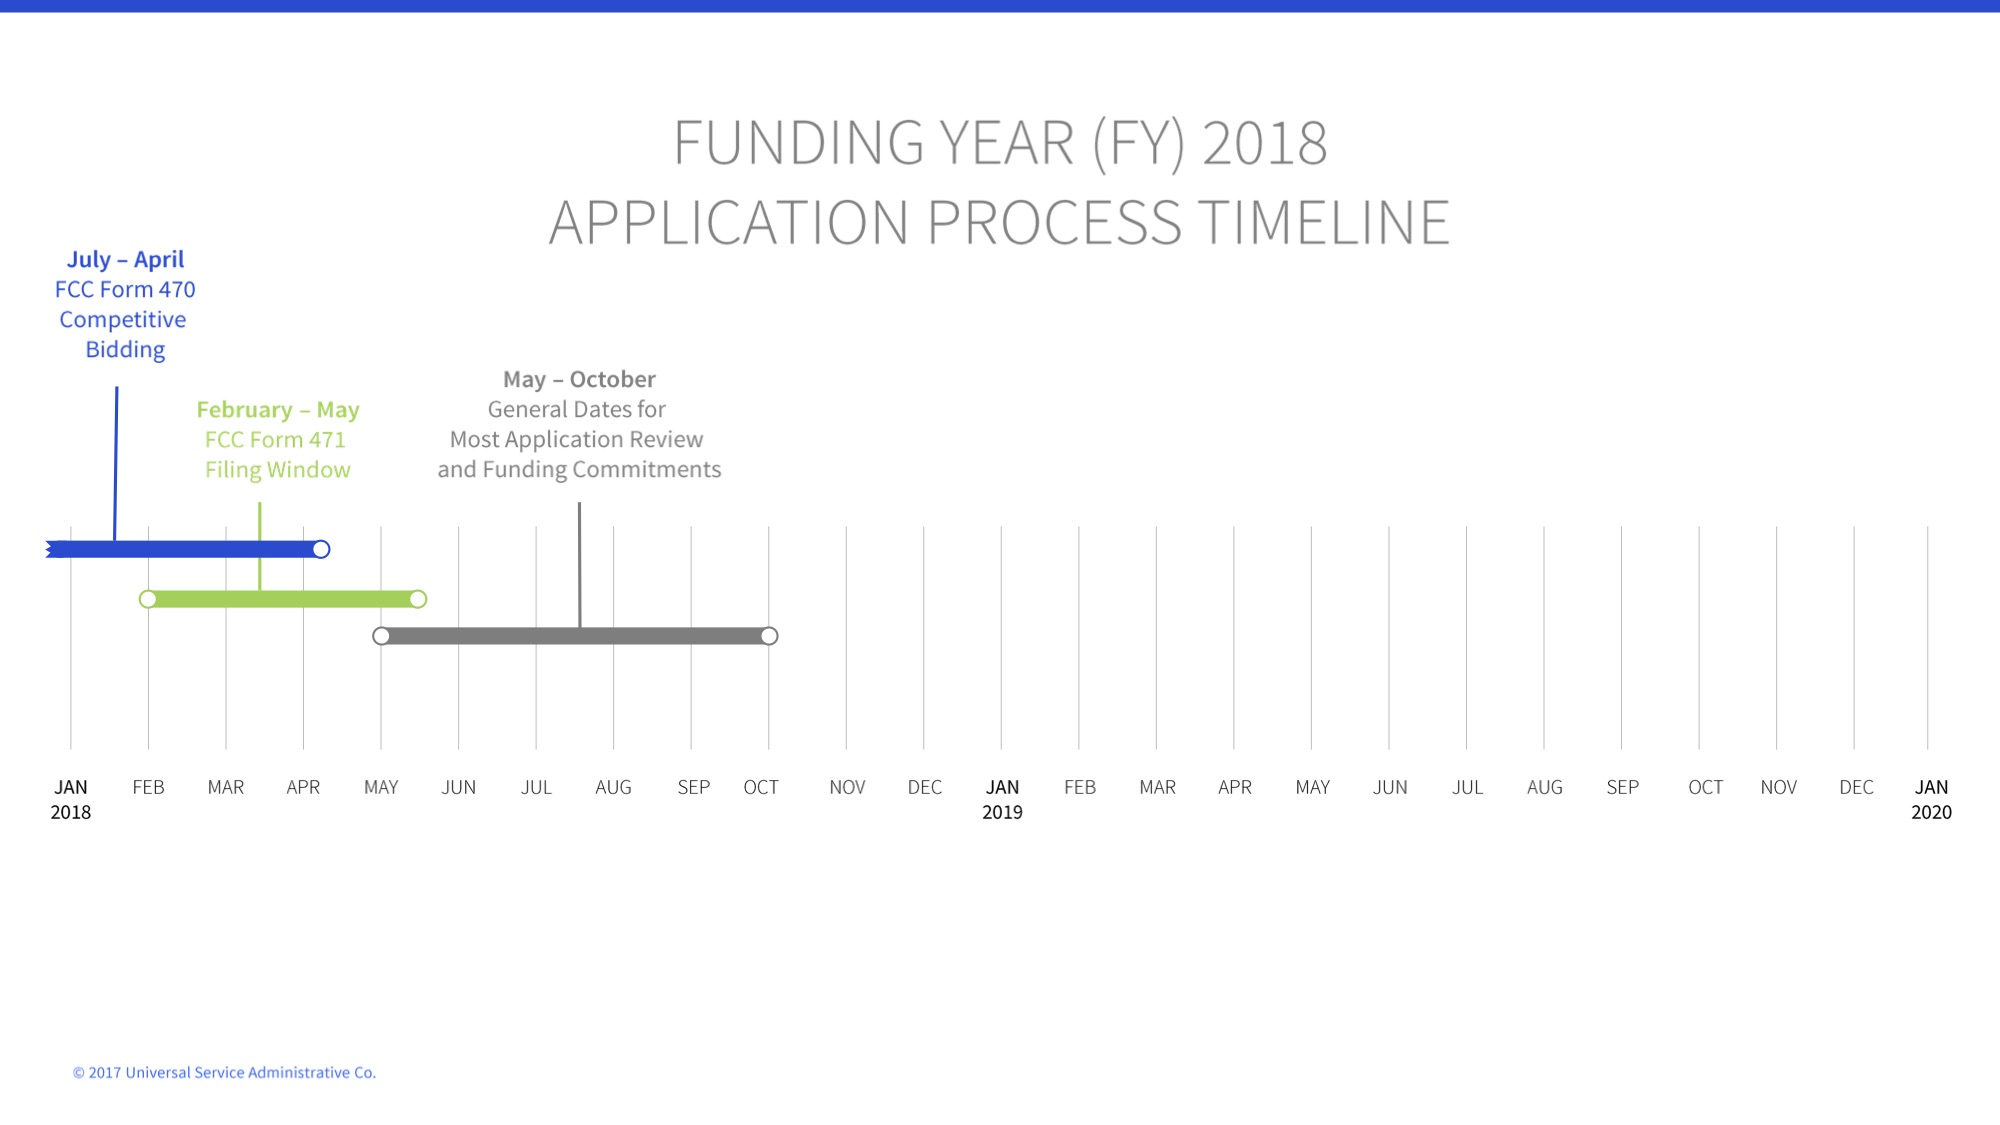 FUNDING YEAR (FY) 2018
APPLICATION PROCESS TIMELINE
July – April
FCC Form 470
Competitive
Bidding
February – May
FCC Form 471
Filing Window
May – October
General Dates for
Most Application Review
and Funding Commitments
JAN FEB MAR APR MAY JUN JUL AUG SEP OCT NOV DEC JAN FEB MAR APR MAY JUN JUL AUG SEP OCT NOV DEC JAN
2018 2019 2020
© 2017 Universal Service Administrative Co.